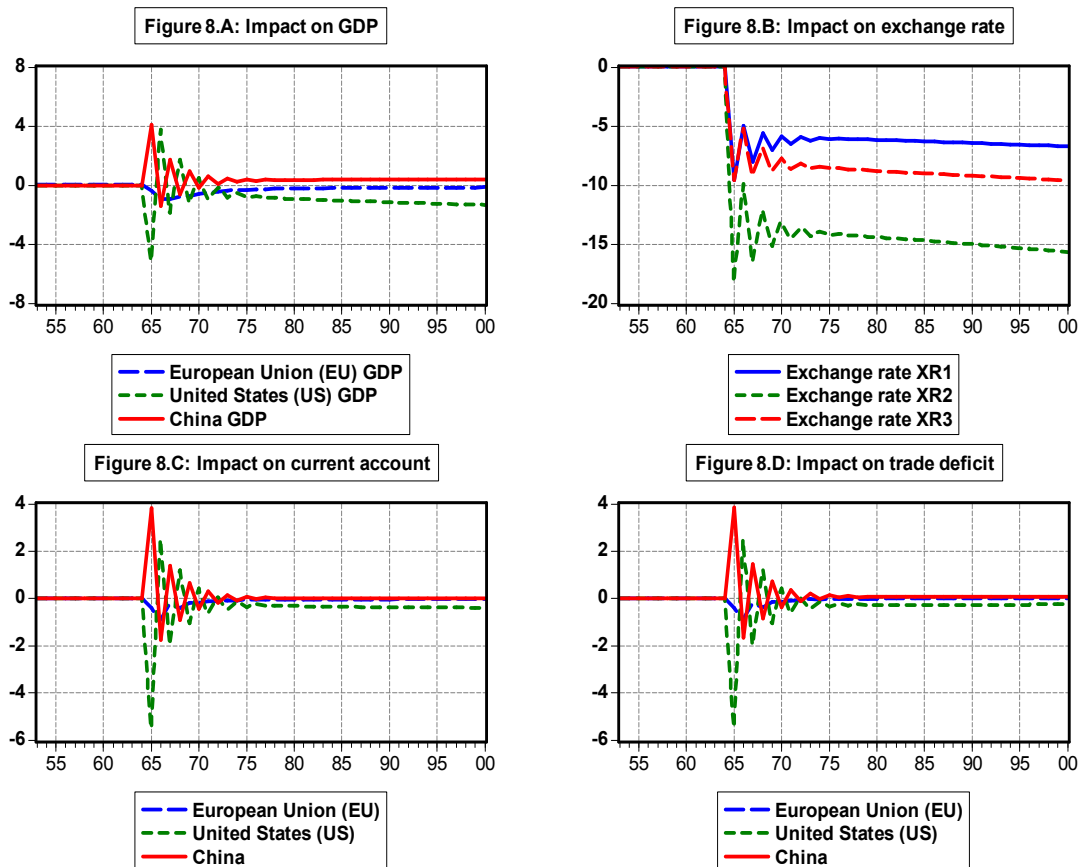 Figure 8.A: Impact on GDP
8
4
0
-4
-8
55 60 65 70 75 80 85 90 95 00
European Union (EU) GDP
United States (US) GDP
China GDP
Figure 8.B: Impact on exchange rate
0
-5
-10
-15
-20
55 60 65 70 75 80 85 90 95 00
Exchange rate XR1
Exchange rate XR2
Exchange rate XR3
Figure 8.C: Impact on current account
4
2
0
-2
-4
-6
55 60 65 70 75 80 85 90 95 00
European Union (EU)
United States (US)
China
Figure 8.D: Impact on trade deficit
4
2
0
-2
-4
-6
55 60 65 70 75 80 85 90 95 00
European Union (EU)
United States (US)
China